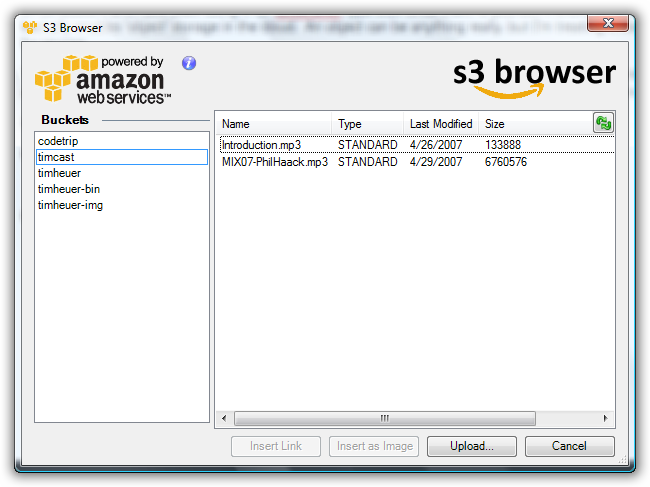 S3 Browser
powered by
amazon
webservices™
s3 browser
Buckets
codetrip
timcast
timheuer
timheuer-bin
timheuer-img
Name Type Last Modified Size
Introduction.mp3 STANDARD 4/26/2007 133888
MIX07-PhilHaack.mp3 STANDARD 4/29/2007 6760576
Insert Link Insert as Image Upload... Cancel